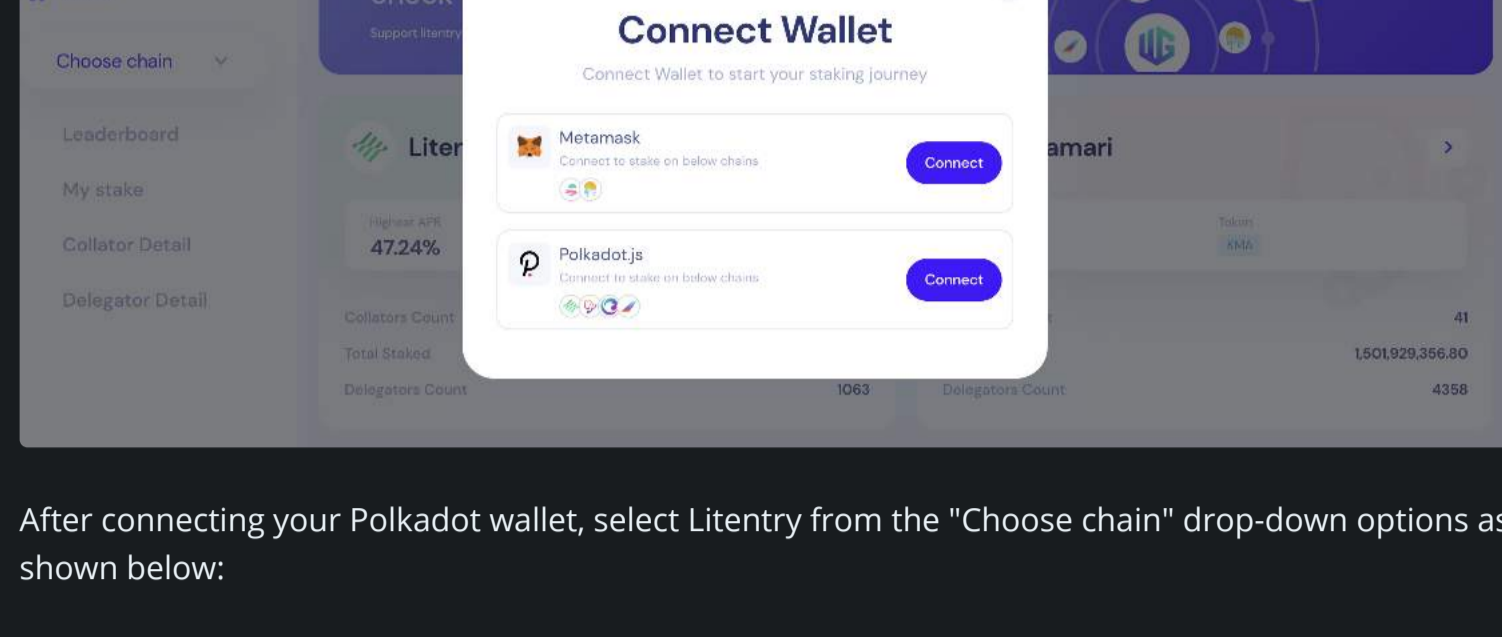 Support litentry
Connect Wallet
Connect Wallet to start your staking journey
Choose chain
Leaderboard
My stake
Collator Detail
Delegator Detail
Liter
Metamask
Connect to stake on below chains
Connect
Polkadot.js
Connect to stake on below chains
Connect
amari
Highest APR
47.24%
Token
KMA
Collators Count
41
Total Staked
1,501,929,356.80
Delegators Count
1063
Delegators Count
4358
After connecting your Polkadot wallet, select Litentry from the "Choose chain" drop-down options as
shown below: